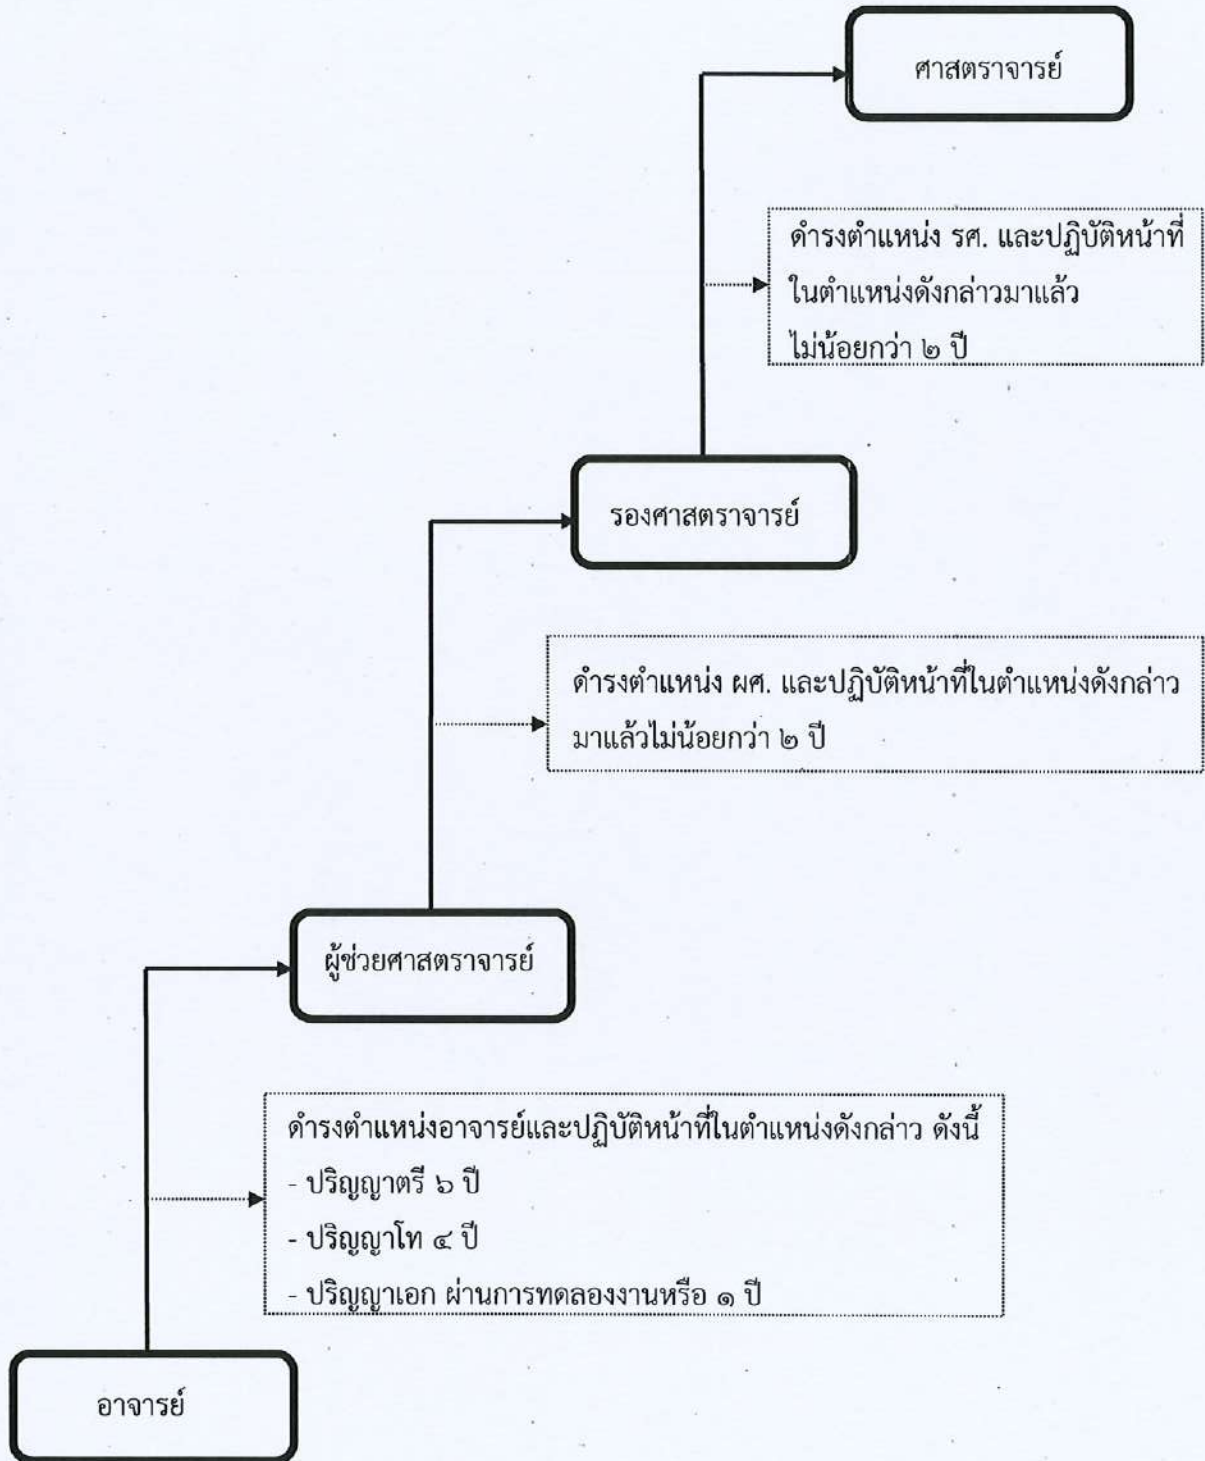 ศาสตราจารย์
ดำรงตำแหน่ง รศ. และปฏิบัติหน้าที่
ในตำแหน่งดังกล่าวมาแล้ว
ไม่น้อยกว่า ๒ ปี
รองศาสตราจารย์
ดำรงตำแหน่ง ผศ. และปฏิบัติหน้าที่ในตำแหน่งดังกล่าว
มาแล้วไม่น้อยกว่า ๒ ปี
ผู้ช่วยศาสตราจารย์
ดำรงตำแหน่งอาจารย์และปฏิบัติหน้าที่ในตำแหน่งดังกล่าว ดังนี้
- ปริญญาตรี ๖ ปี
- ปริญญาโท ๔ ปี
- ปริญญาเอก ผ่านการทดลองงานหรือ ๑ ปี
อาจารย์